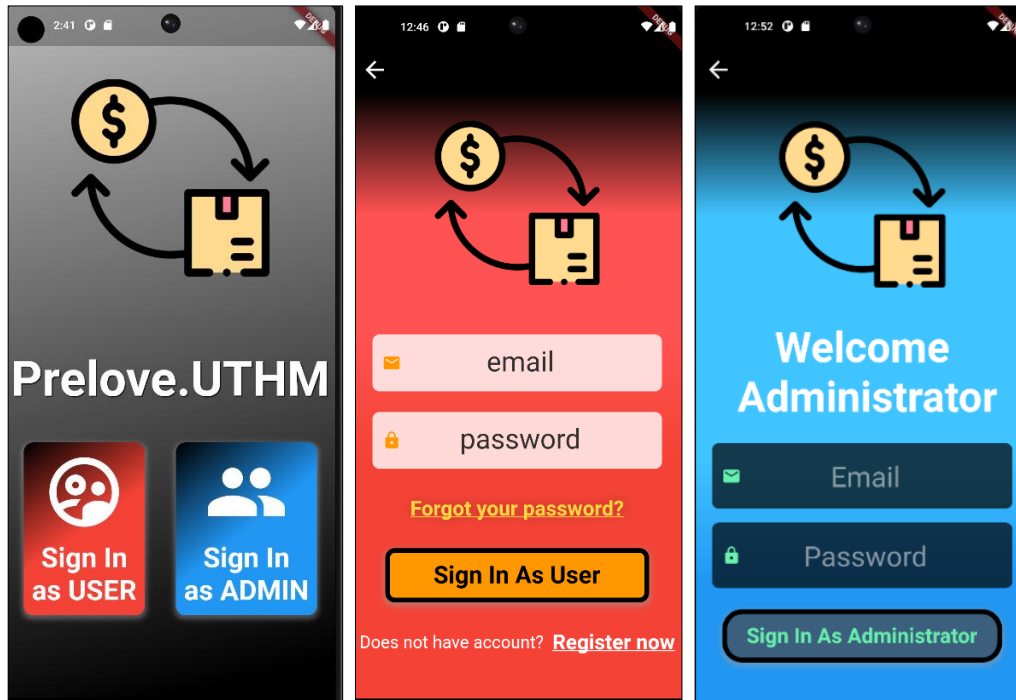 2:41
DEBUG
$
Prelove.UTHM
Sign In
as USER
Sign In
as ADMIN
12:46
DEBUG
$
email
password
Forgot your password?
Sign In As User
Does not have account? Register now
12:52
$
Welcome
Administrator
Email
Password
Sign In As Administrator